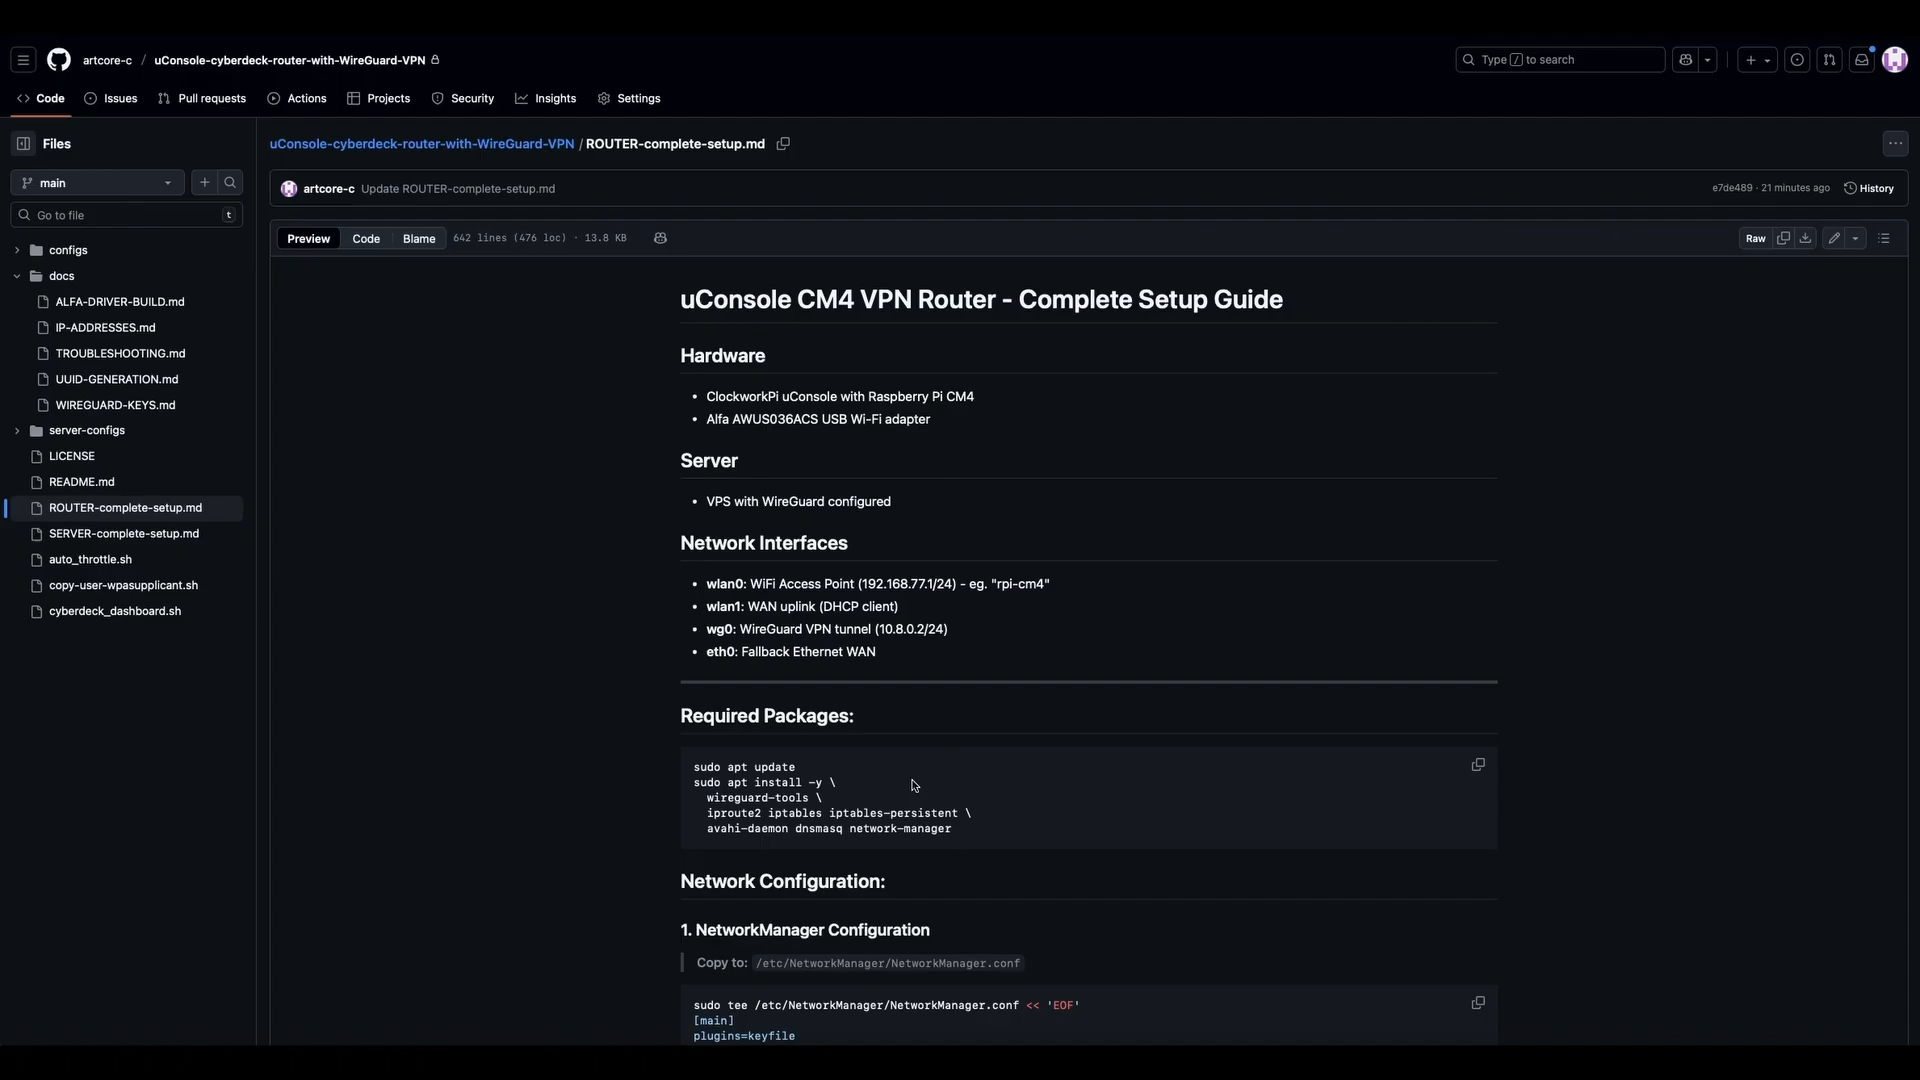 artcore-c / uConsole-cyberdeck-router-with-WireGuard-VPN
Type / to search
Code
Issues
Pull requests
Actions
Projects
Security
Insights
Settings
Files
main
Go to file
t
configs
docs
ALFA-DRIVER-BUILD.md
IP-ADDRESSES.md
TROUBLESHOOTING.md
UUID-GENERATION.md
WIREGUARD-KEYS.md
server-configs
LICENSE
README.md
ROUTER-complete-setup.md
SERVER-complete-setup.md
auto_throttle.sh
copy-user-wpasupplicant.sh
cyberdeck_dashboard.sh
uConsole-cyberdeck-router-with-WireGuard-VPN / ROUTER-complete-setup.md
artcore-c Update ROUTER-complete-setup.md
e7de489 · 21 minutes ago
History
Preview
Code
Blame
642 lines (476 loc) · 13.8 KB
Raw
uConsole CM4 VPN Router - Complete Setup Guide
Hardware
• ClockworkPi uConsole with Raspberry Pi CM4
• Alfa AWUS036ACS USB Wi-Fi adapter
Server
• VPS with WireGuard configured
Network Interfaces
• wlan0: WiFi Access Point (192.168.77.1/24) - eg. "rpi-cm4"
• wlan1: WAN uplink (DHCP client)
• wg0: WireGuard VPN tunnel (10.8.0.2/24)
• eth0: Fallback Ethernet WAN
Required Packages:
sudo apt update
sudo apt install -y \
wireguard-tools \
iproute2 iptables iptables-persistent \
avahi-daemon dnsmasq network-manager
Network Configuration:
1. NetworkManager Configuration
Copy to: /etc/NetworkManager/NetworkManager.conf
sudo tee /etc/NetworkManager/NetworkManager.conf << 'EOF'
[main]
plugins=keyfile